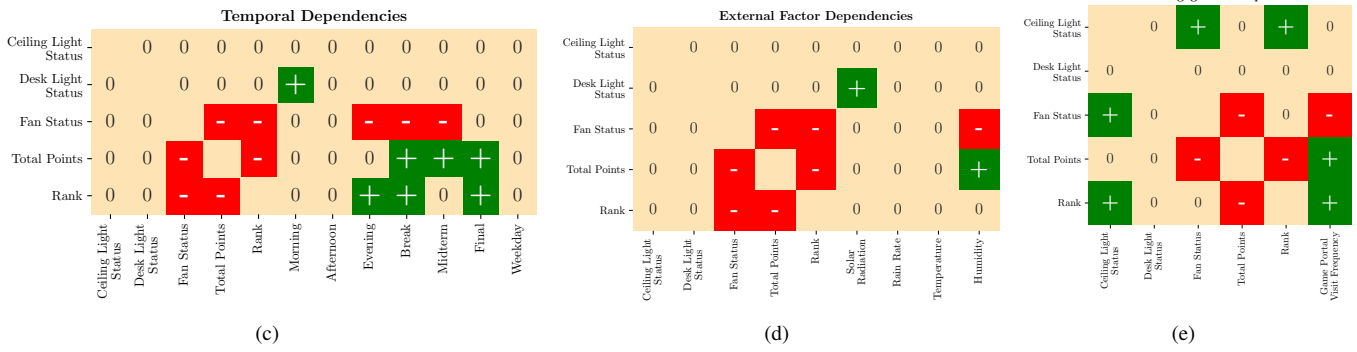 Temporal Dependencies
Ceiling Light
Status
0 0 0 0 0 0 0 0 0 0 0
Desk Light
Status
0 0 0 0 + 0 0 0 0 0 0
Fan Status
0 0 - - 0 0 - - - 0 0
Total Points
0 0 - - 0 0 0 + + + 0
Rank
0 0 - - 0 0 + + 0 + 0
Ceiling Light
Status
Desk Light
Status
Fan Status
Total Points
Rank
Morning
Afternoon
Evening
Break
Midterm
Final
Weekday
(c)
External Factor Dependencies
Ceiling Light
Status
0 0 0 0 0 0 0 0
Desk Light
Status
0 0 0 0 + 0 0 0
Fan Status
0 0 - - 0 0 0 -
Total Points
0 0 - - 0 0 0 +
Rank
0 0 - - 0 0 0 0
Ceiling Light
Status
Desk Light
Status
Fan Status
Total Points
Rank
Solar
Radiation
Rain Rate
Temperature
Humidity
(d)
Ceiling Light
Status
0 + 0 + 0
Desk Light
Status
0 0 0 0 0
Fan Status
+ 0 - 0 -
Total Points
0 0 - - +
Rank
+ 0 0 - +
Ceiling Light
Status
Desk Light
Status
Fan Status
Total Points
Rank
Game Portal
Visit Frequency
(e)